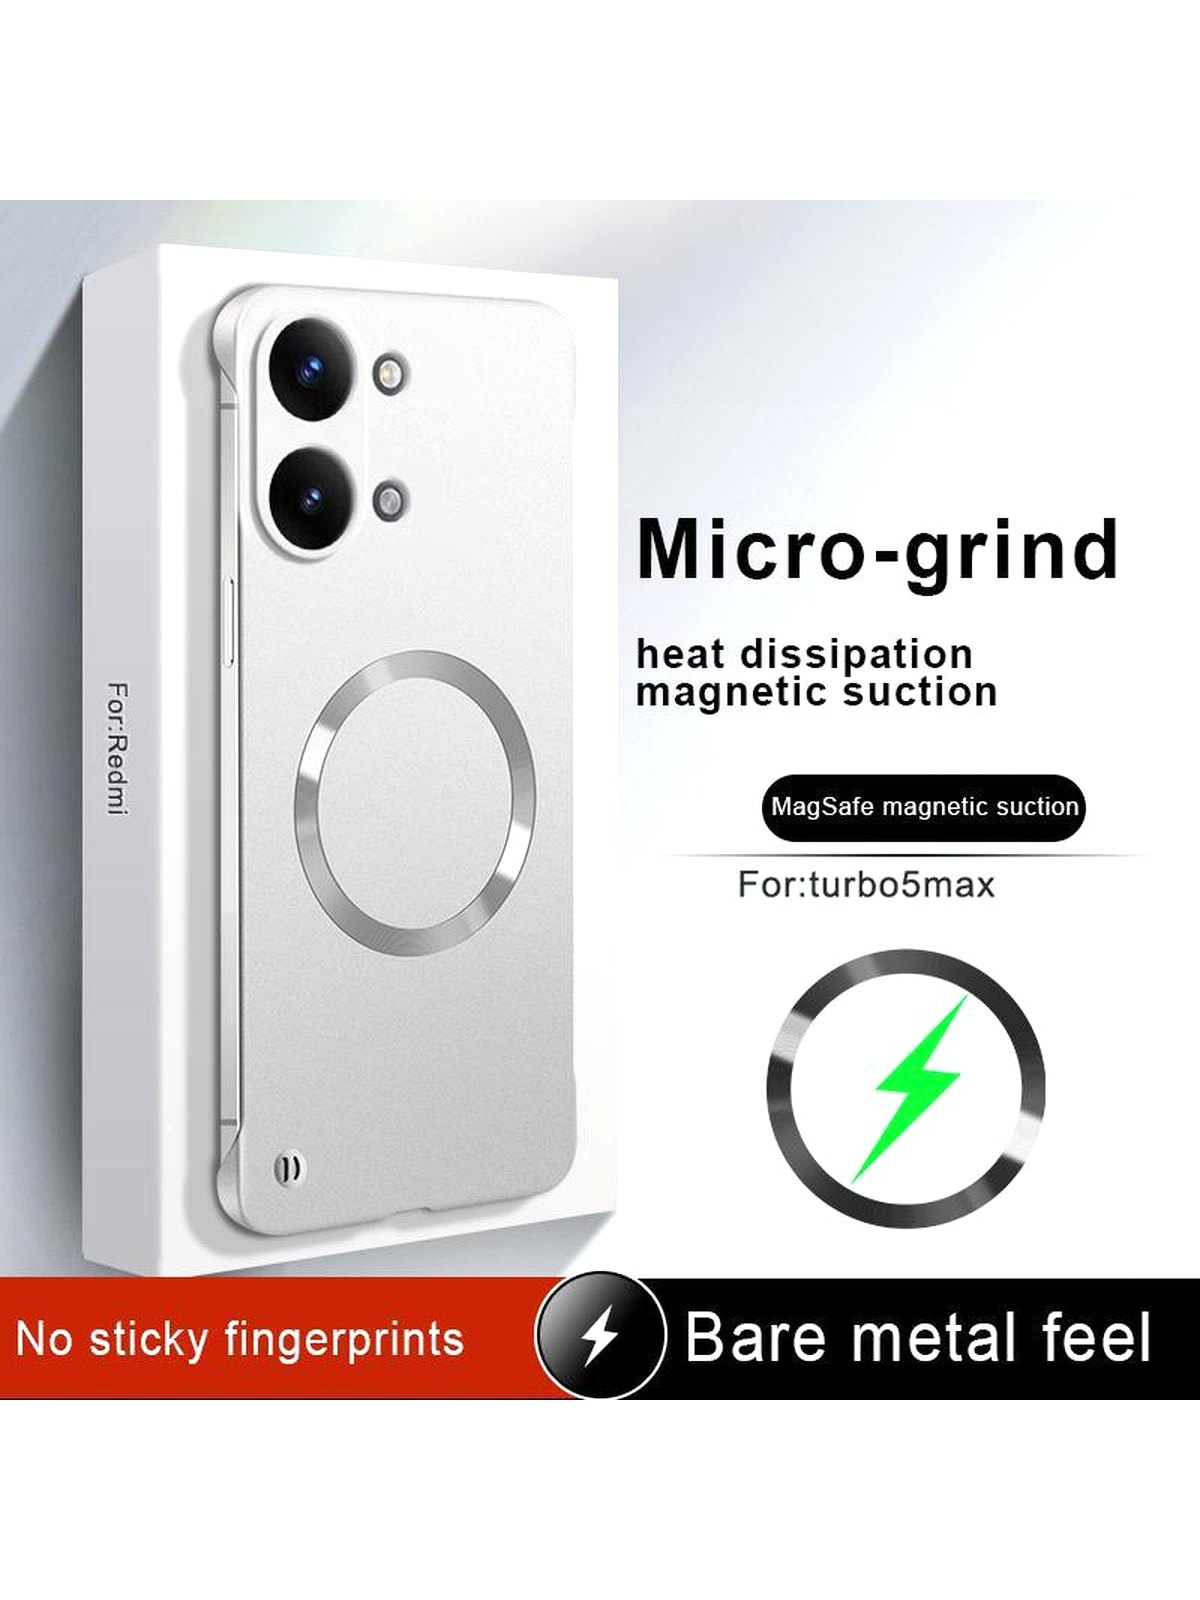 Micro-grind
heat dissipation
magnetic suction
MagSafe magnetic suction
For:turbo5max
For:Redmi
No sticky fingerprints
Bare metal feel